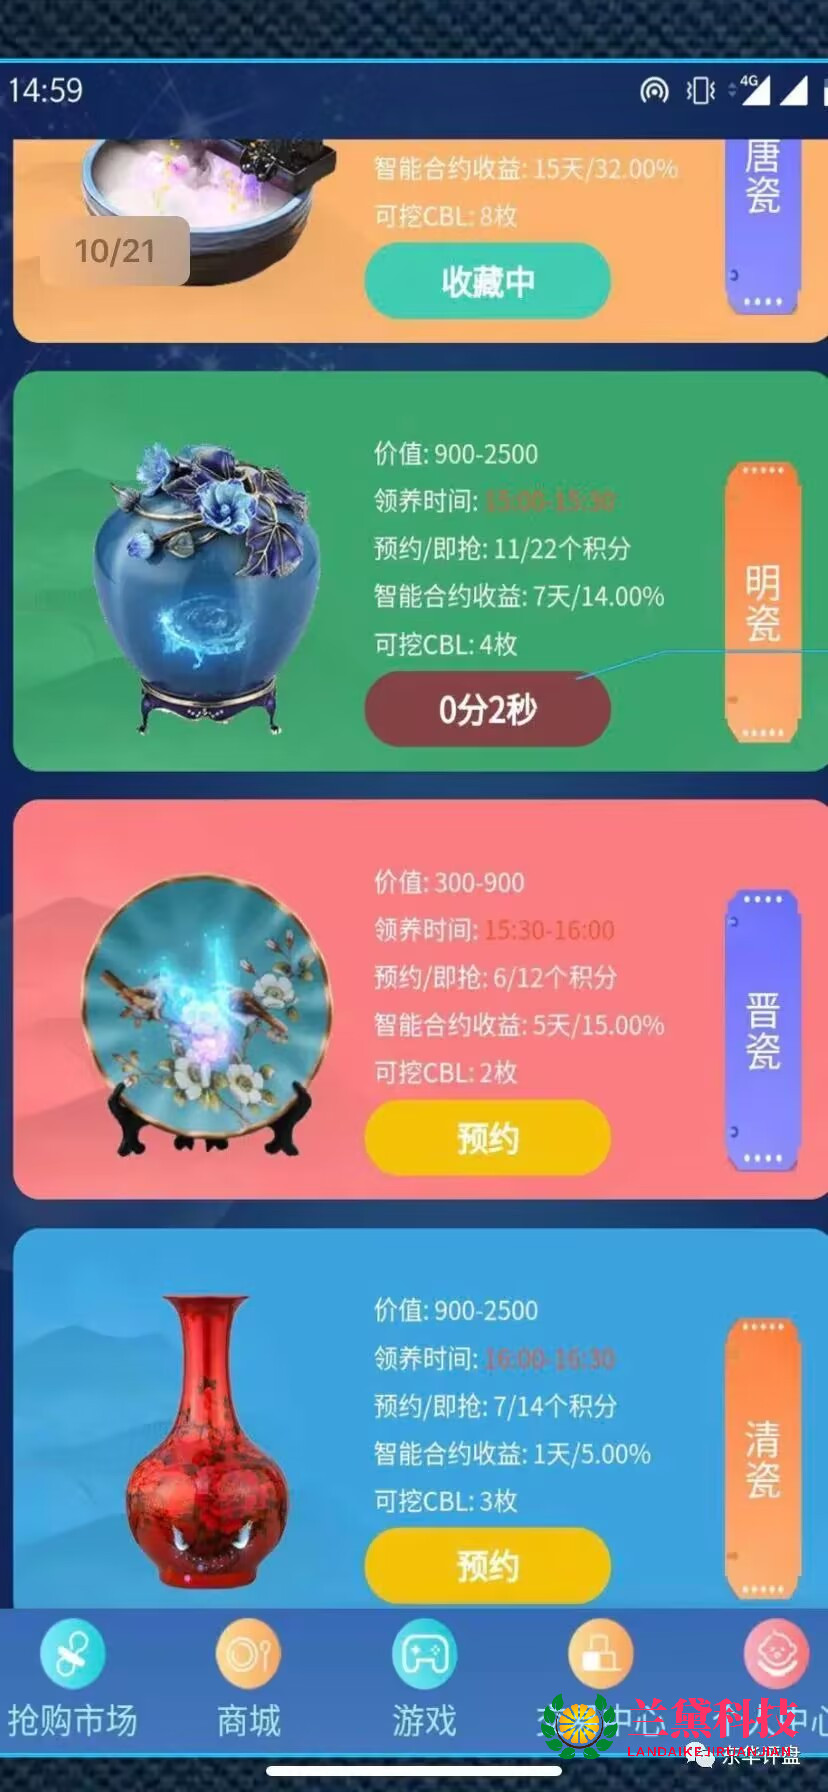 14:59
4G
智能合约收益: 15天/32.00%
可挖CBL: 8枚
10/21
收藏中
唐瓷
价值: 900-2500
领养时间: 15:00-15:30
预约/即抢: 11/22个积分
智能合约收益: 7天/14.00%
可挖CBL: 4枚
0分2秒
明瓷
价值: 300-900
领养时间: 15:30-16:00
预约/即抢: 6/12个积分
智能合约收益: 5天/15.00%
可挖CBL: 2枚
预约
晋瓷
价值: 900-2500
领养时间: 16:00-16:30
预约/即抢: 7/14个积分
智能合约收益: 1天/5.00%
可挖CBL: 3枚
预约
清瓷
抢购市场 商城 游戏 中心 中心
兰黛科技
东华评盘